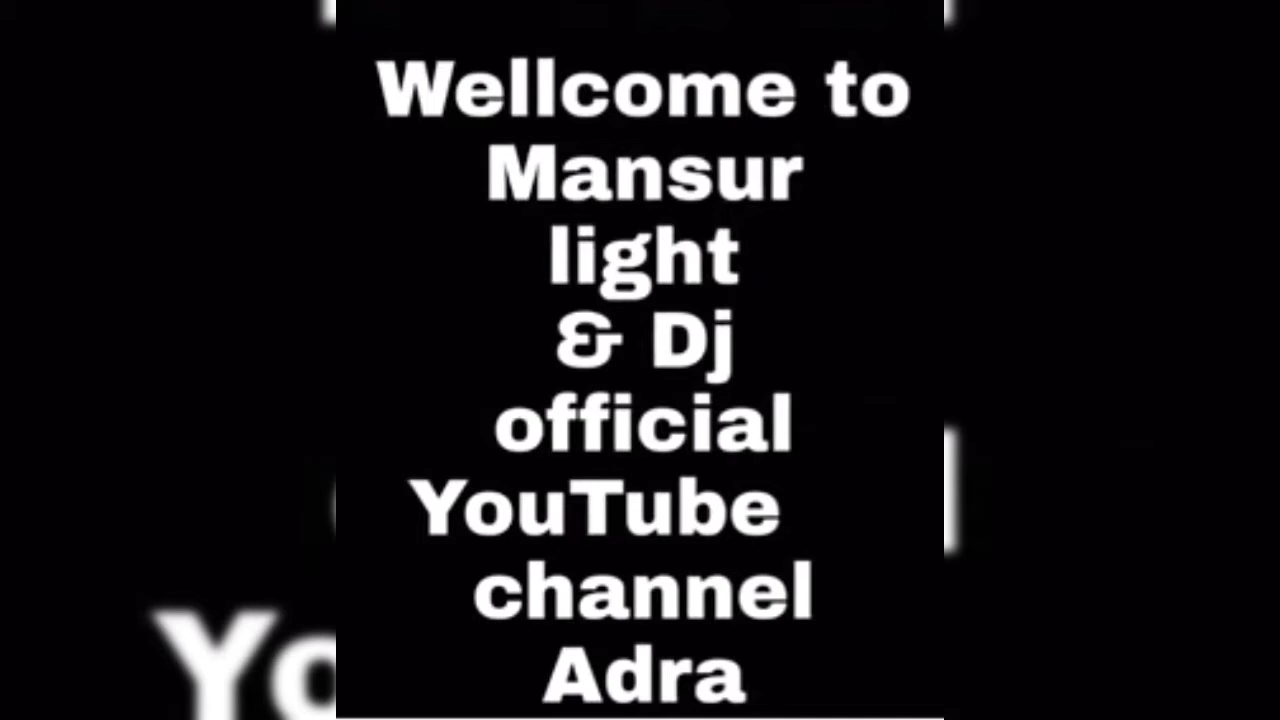 Wellcome to
Mansur
light
& Dj
official
YouTube
channel
Adra